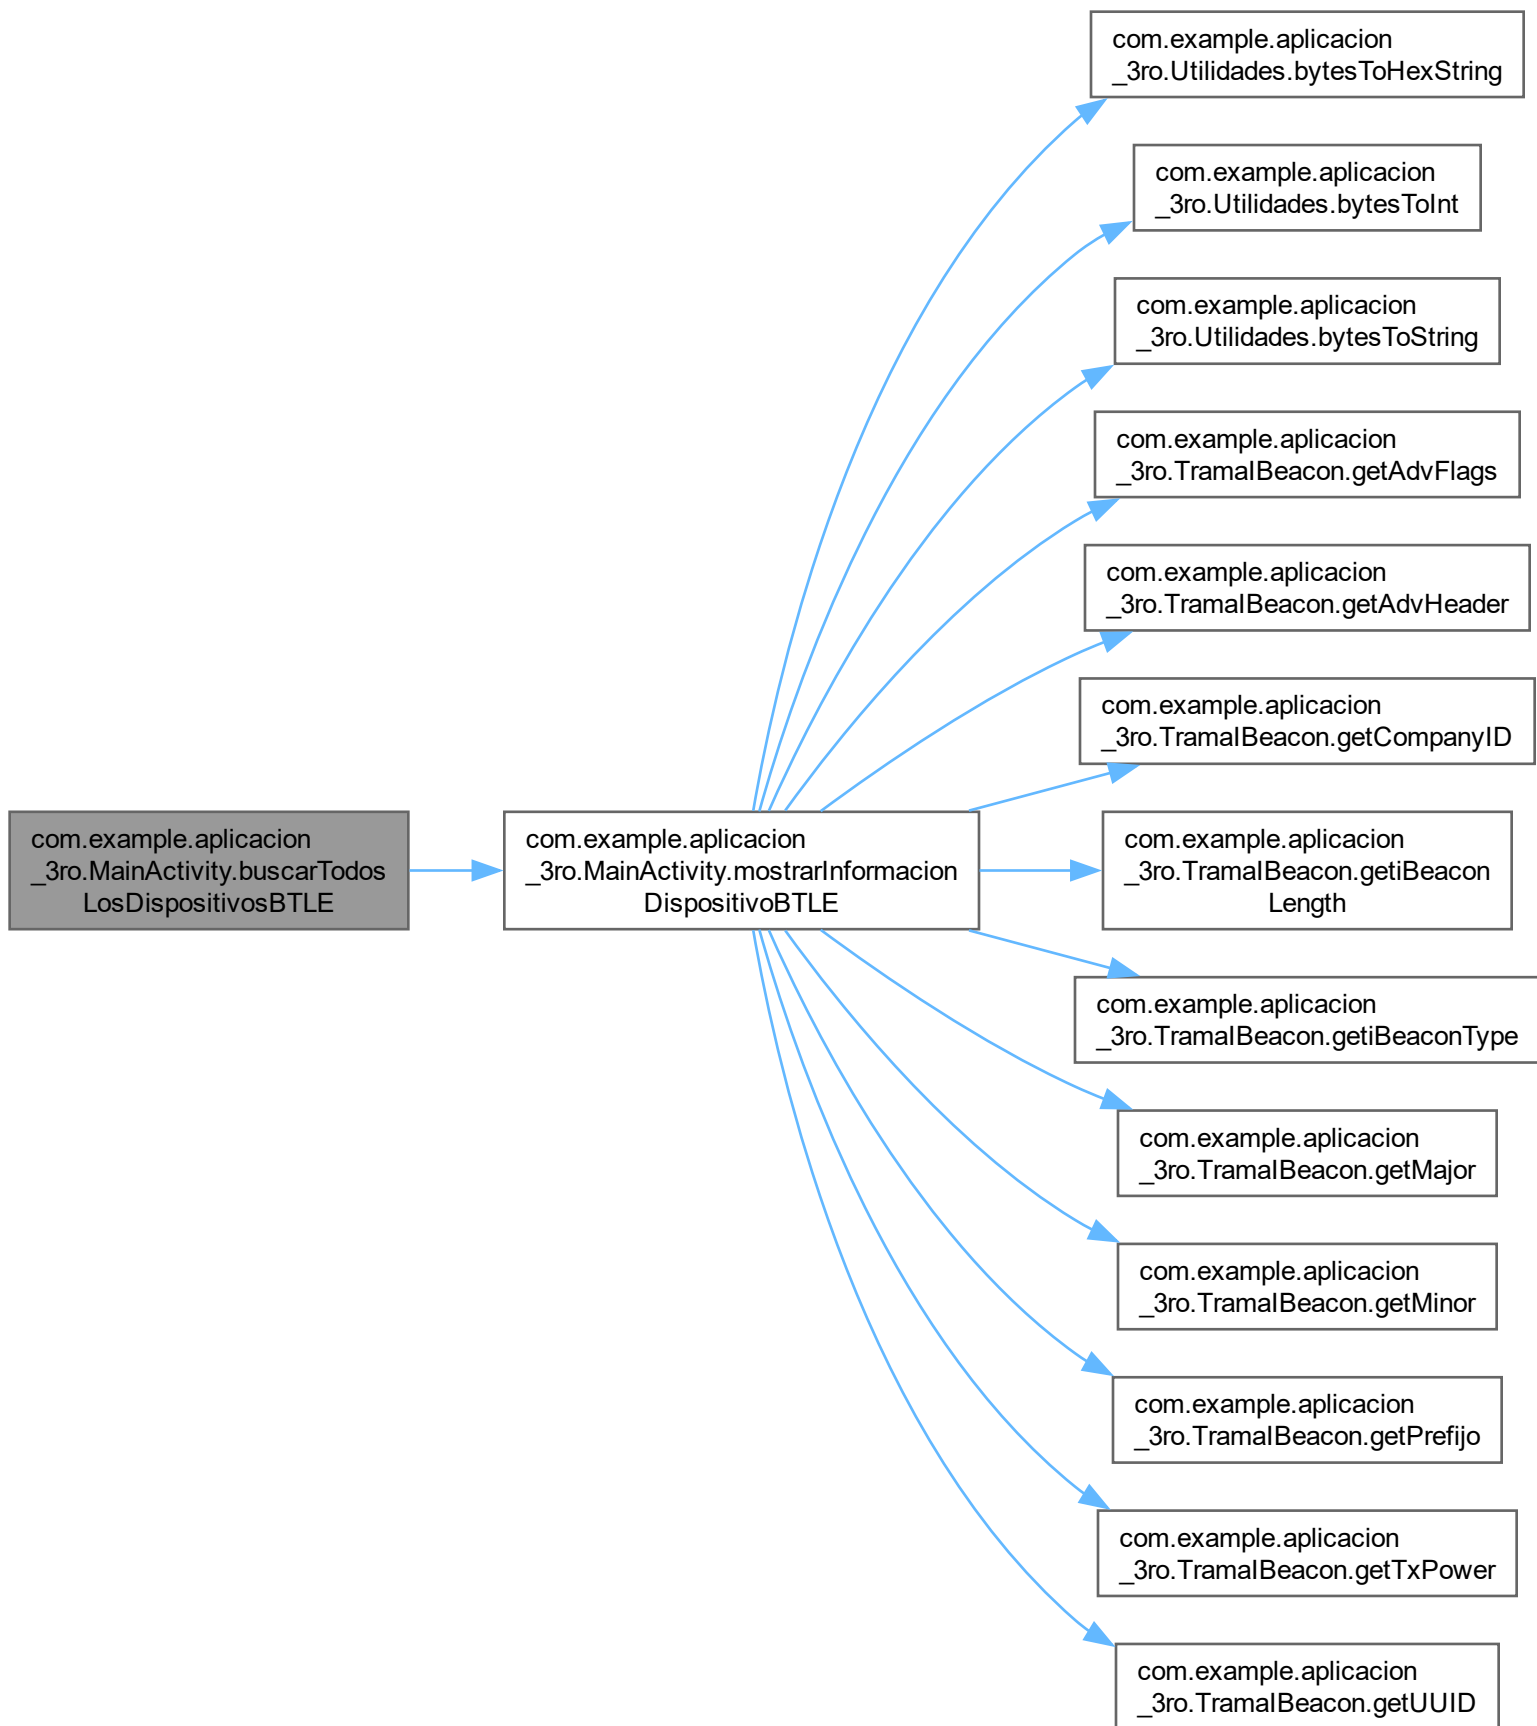 com.example.aplicacion
_3ro.MainActivity.buscarTodos
LosDispositivosBTLE
com.example.aplicacion
_3ro.MainActivity.mostrarInformacion
DispositivoBTLE
com.example.aplicacion
_3ro.Utilidades.bytesToHexString
com.example.aplicacion
_3ro.Utilidades.bytesToInt
com.example.aplicacion
_3ro.Utilidades.bytesToString
com.example.aplicacion
_3ro.TramaIBeacon.getAdvFlags
com.example.aplicacion
_3ro.TramaIBeacon.getAdvHeader
com.example.aplicacion
_3ro.TramaIBeacon.getCompanyID
com.example.aplicacion
_3ro.TramaIBeacon.getiBeacon
Length
com.example.aplicacion
_3ro.TramaIBeacon.getiBeaconType
com.example.aplicacion
_3ro.TramaIBeacon.getMajor
com.example.aplicacion
_3ro.TramaIBeacon.getMinor
com.example.aplicacion
_3ro.TramaIBeacon.getPrefijo
com.example.aplicacion
_3ro.TramaIBeacon.getTxPower
com.example.aplicacion
_3ro.TramaIBeacon.getUUID